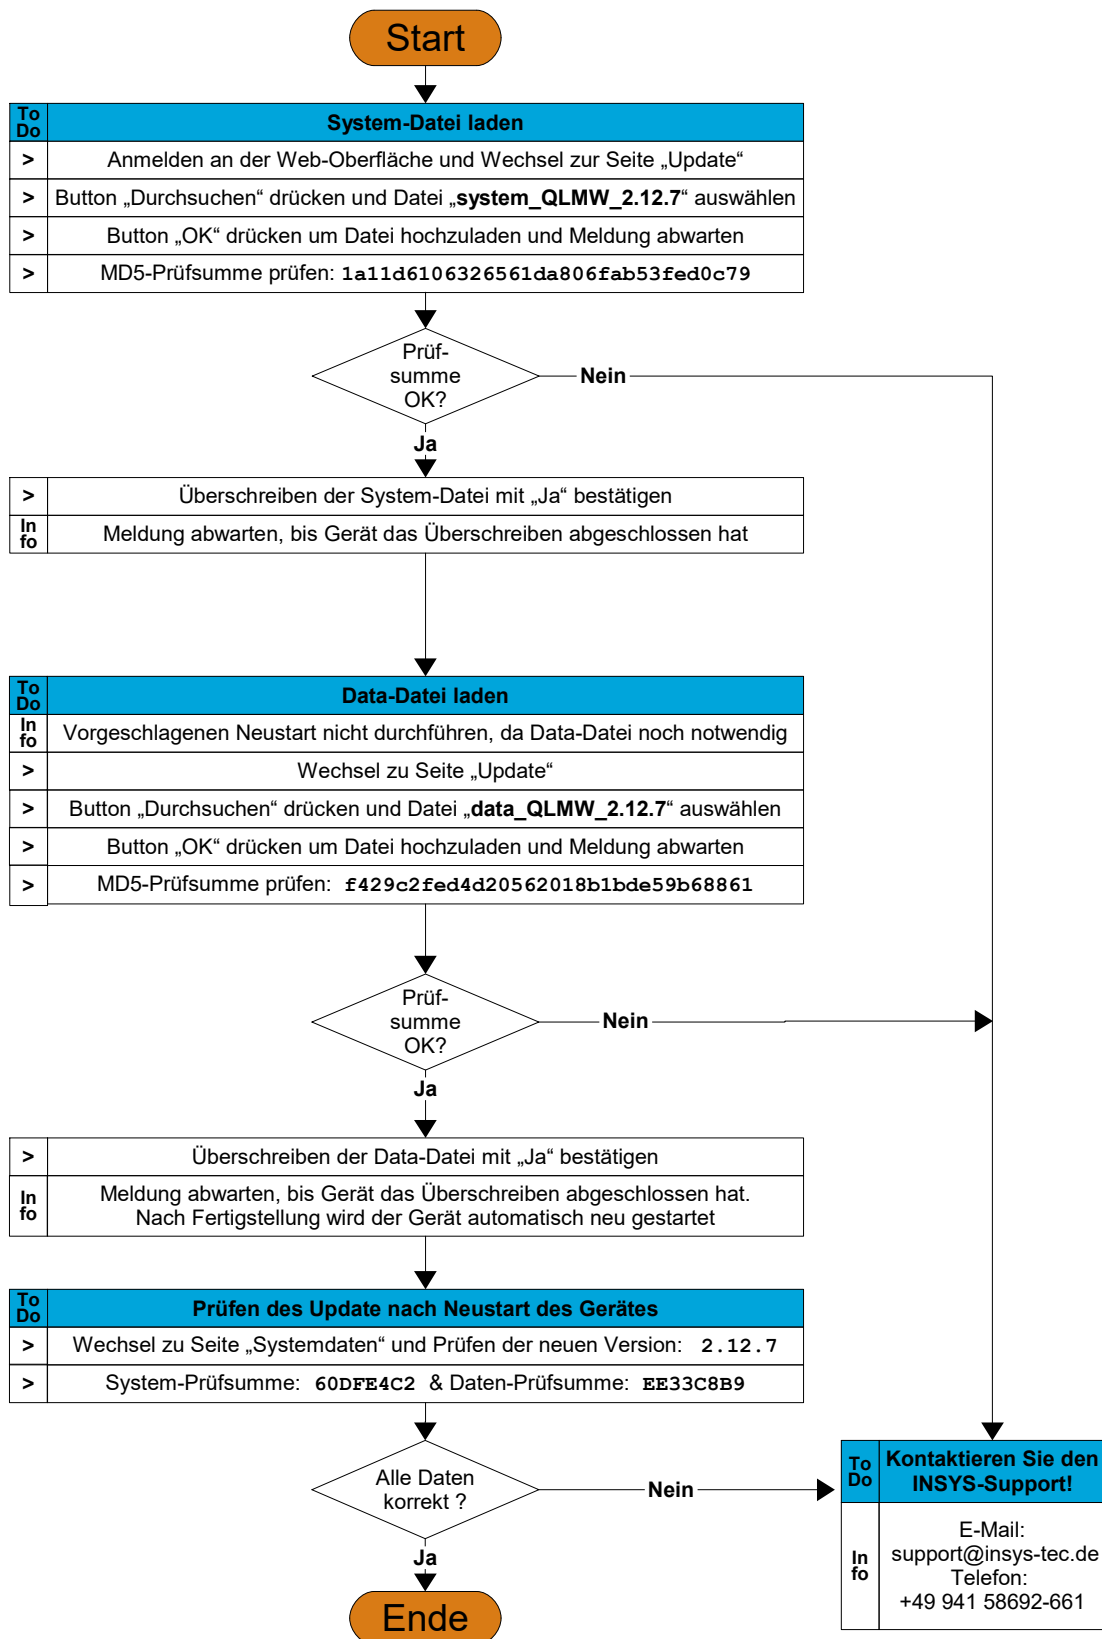 Start
To
Do
System-Datei laden
> Anmelden an der Web-Oberfläche und Wechsel zur Seite „Update“
> Button „Durchsuchen“ drücken und Datei „system_QLMW_2.12.7“ auswählen
> Button „OK“ drücken um Datei hochzuladen und Meldung abwarten
> MD5-Prüfsumme prüfen: 1a11d6106326561da806fab53fed0c79
Prüf-
summe
OK?
Nein
Ja
> Überschreiben der System-Datei mit „Ja“ bestätigen
In
fo
Meldung abwarten, bis Gerät das Überschreiben abgeschlossen hat
To
Do
Data-Datei laden
In
fo
Vorgeschlagenen Neustart nicht durchführen, da Data-Datei noch notwendig
> Wechsel zu Seite „Update“
> Button „Durchsuchen“ drücken und Datei „data_QLMW_2.12.7“ auswählen
> Button „OK“ drücken um Datei hochzuladen und Meldung abwarten
> MD5-Prüfsumme prüfen: f429c2fed4d20562018b1bde59b68861
Prüf-
summe
OK?
Nein
Ja
> Überschreiben der Data-Datei mit „Ja“ bestätigen
In
fo
Meldung abwarten, bis Gerät das Überschreiben abgeschlossen hat.
Nach Fertigstellung wird der Gerät automatisch neu gestartet
To
Do
Prüfen des Update nach Neustart des Gerätes
> Wechsel zu Seite „Systemdaten“ und Prüfen der neuen Version: 2.12.7
> System-Prüfsumme: 60DFE4C2 & Daten-Prüfsumme: EE33C8B9
Alle Daten
korrekt ?
Nein
Ja
Ende
To
Do
Kontaktieren Sie den
INSYS-Support!
In
fo
E-Mail:
support@insys-tec.de
Telefon:
+49 941 58692-661